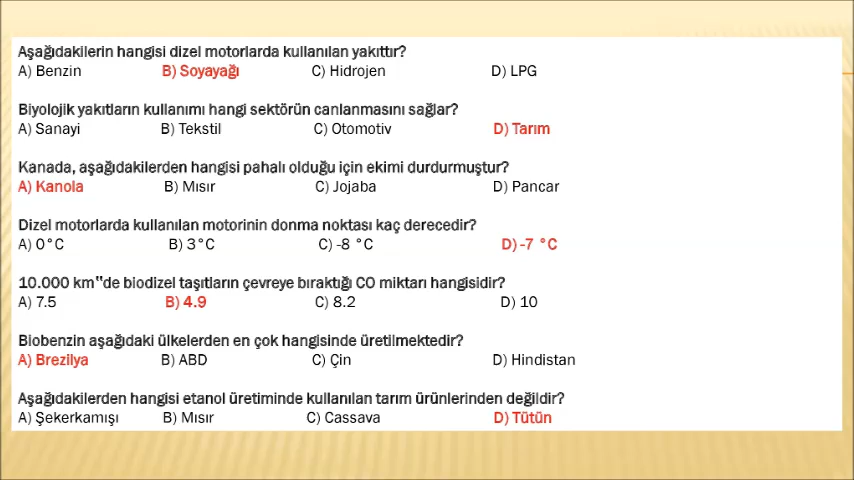 Aşağıdakilerin hangisi dizel motorlarda kullanılan yakıttır?
A) Benzin B) Soyayağı C) Hidrojen D) LPG
Biyolojik yakıtların kullanımı hangi sektörün canlanmasını sağlar?
A) Sanayi B) Tekstil C) Otomotiv D) Tarım
Kanada, aşağıdakilerden hangisi pahalı olduğu için ekimi durdurmuştur?
A) Kanola B) Mısır C) Jojaba D) Pancar
Dizel motorlarda kullanılan motorinin donma noktası kaç derecedir?
A) 0°C B) 3°C C) -8 °C D) -7 °C
10.000 km"de biodizel taşıtların çevreye bıraktığı CO miktarı hangisidir?
A) 7.5 B) 4.9 C) 8.2 D) 10
Biobenzin aşağıdaki ülkelerden en çok hangisinde üretilmektedir?
A) Brezilya B) ABD C) Çin D) Hindistan
Aşağıdakilerden hangisi etanol üretiminde kullanılan tarım ürünlerinden değildir?
A) Şekerkamışı B) Mısır C) Cassava D) Tütün